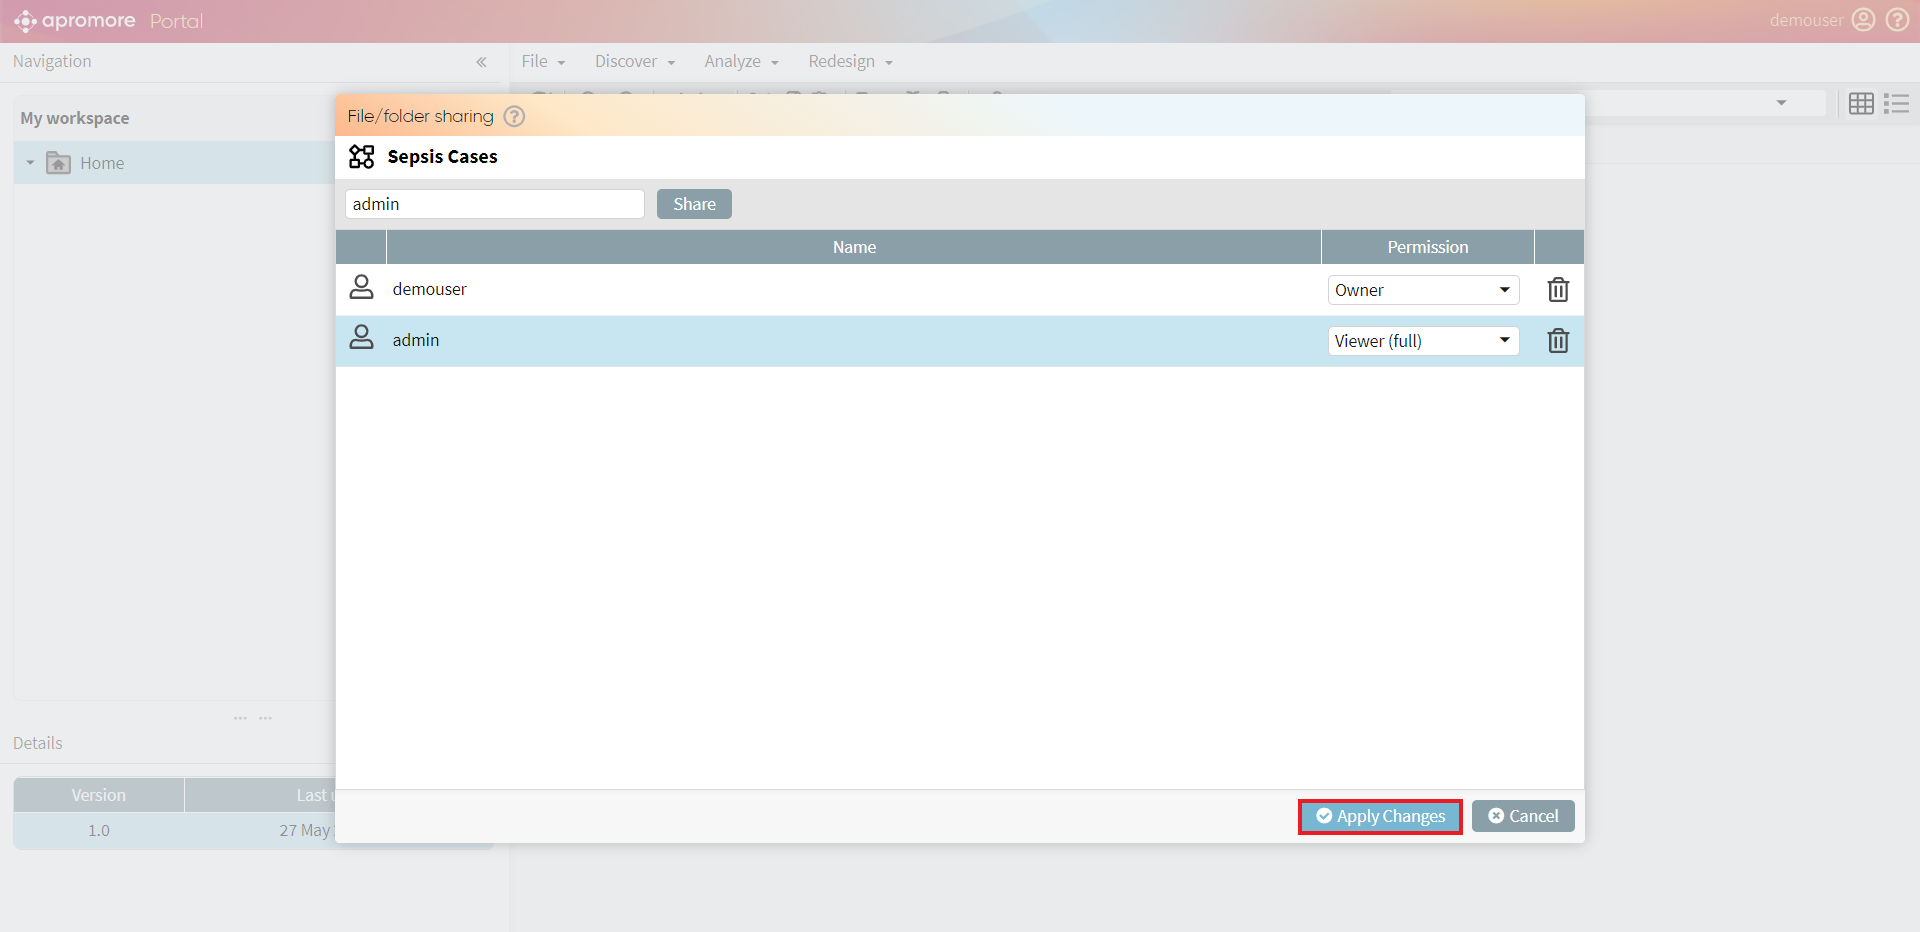 apromore Portal
demouser
Navigation
File
Discover
Analyze
Redesign
My workspace
Home
File/folder sharing
Sepsis Cases
admin
Share
Name
Permission
demouser
Owner
admin
Viewer (full)
Details
Version
Last
1.0
27 May
Apply Changes
Cancel